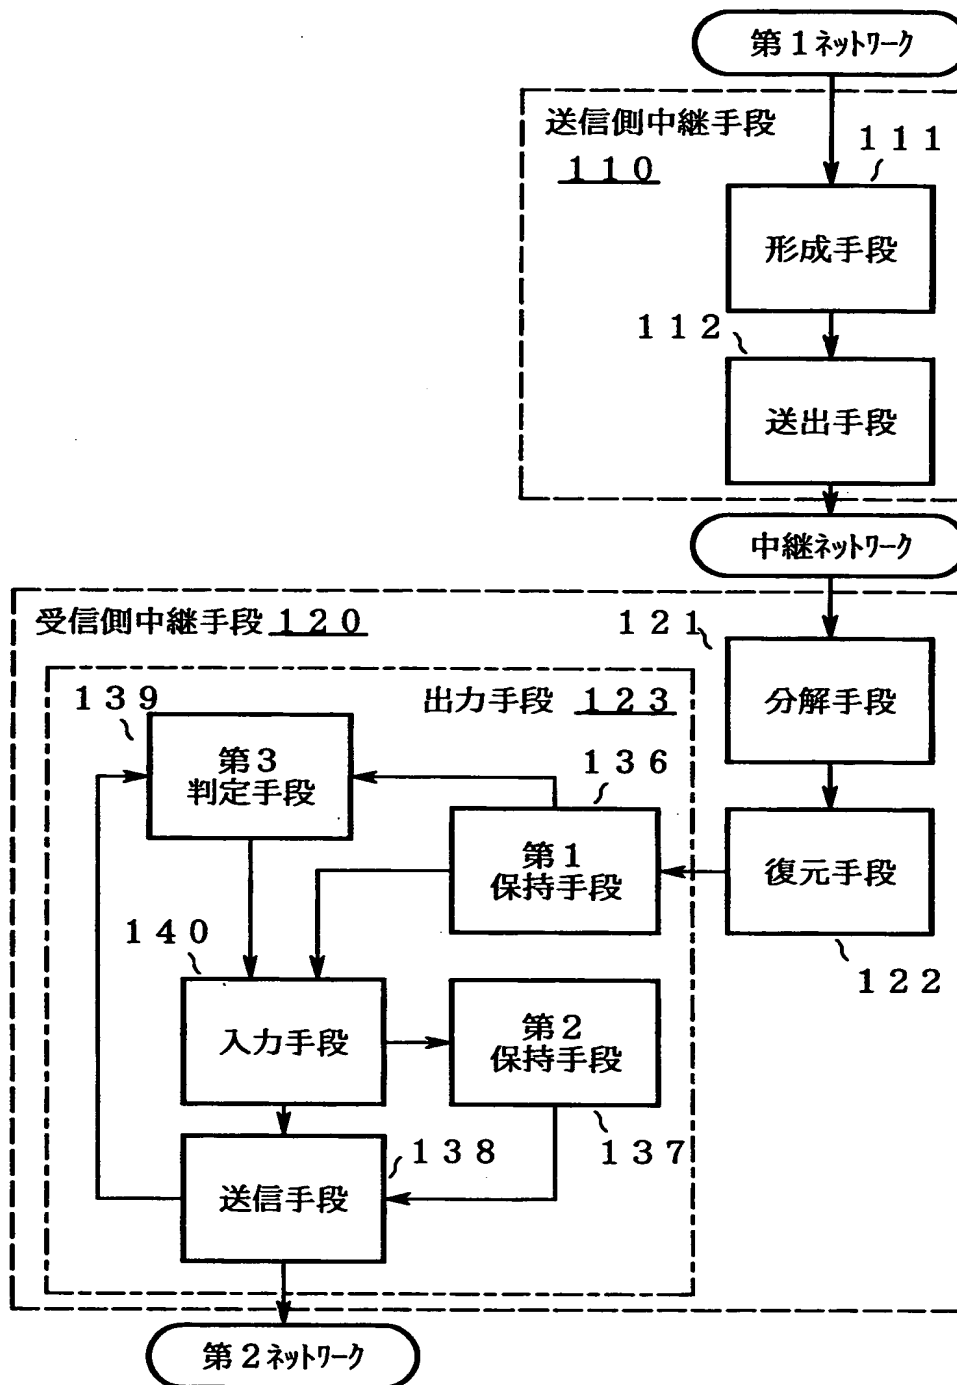 第１ネットワーク
送信側中継手段
１１０
１１１
形成手段
１１２
送出手段
中継ネットワーク
受信側中継手段 １２０
１２１
分解手段
出力手段 １２３
１３９
第３
判定手段
１３６
第１
保持手段
復元手段
１２２
１４０
入力手段
第２
保持手段
１３７
１３８
送信手段
第２ネットワーク